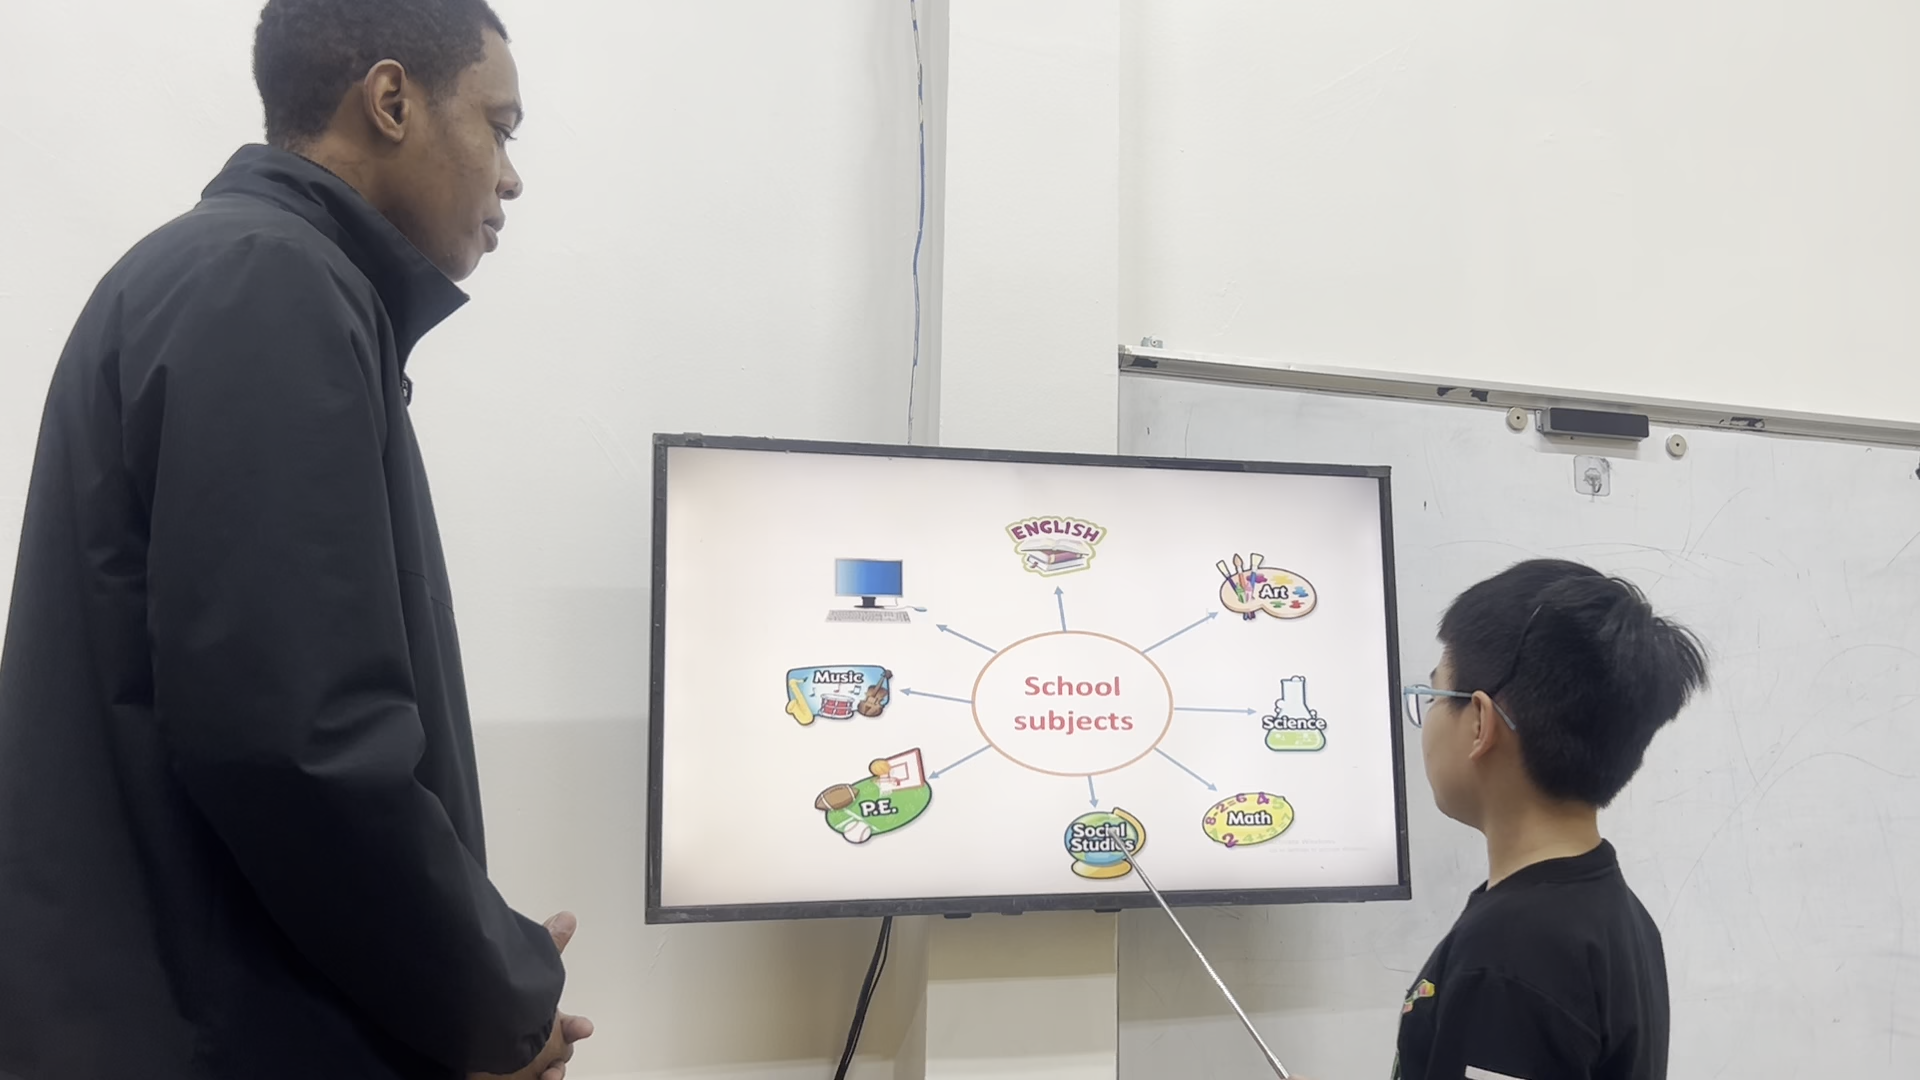 ENGLISH
Art
Music
School
subjects
Science
P.E.
Social
Studies
Math